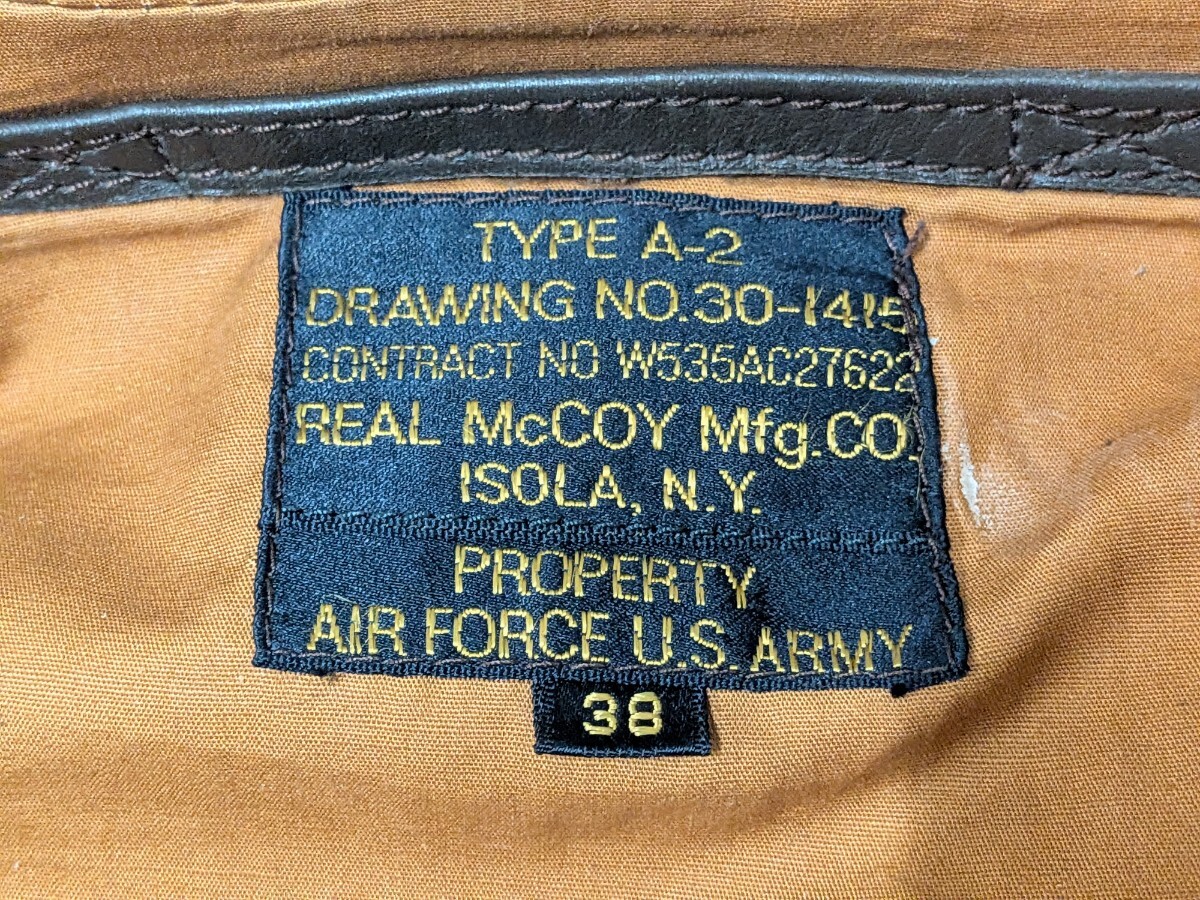 TYPE A-2
DRAWING NO.30-1415
CONTRACT NO W535AC27622
REAL McCOY Mfg.CO.
ISOLA, N.Y.
PROPERTY
AIR FORCE U.S. ARMY
38